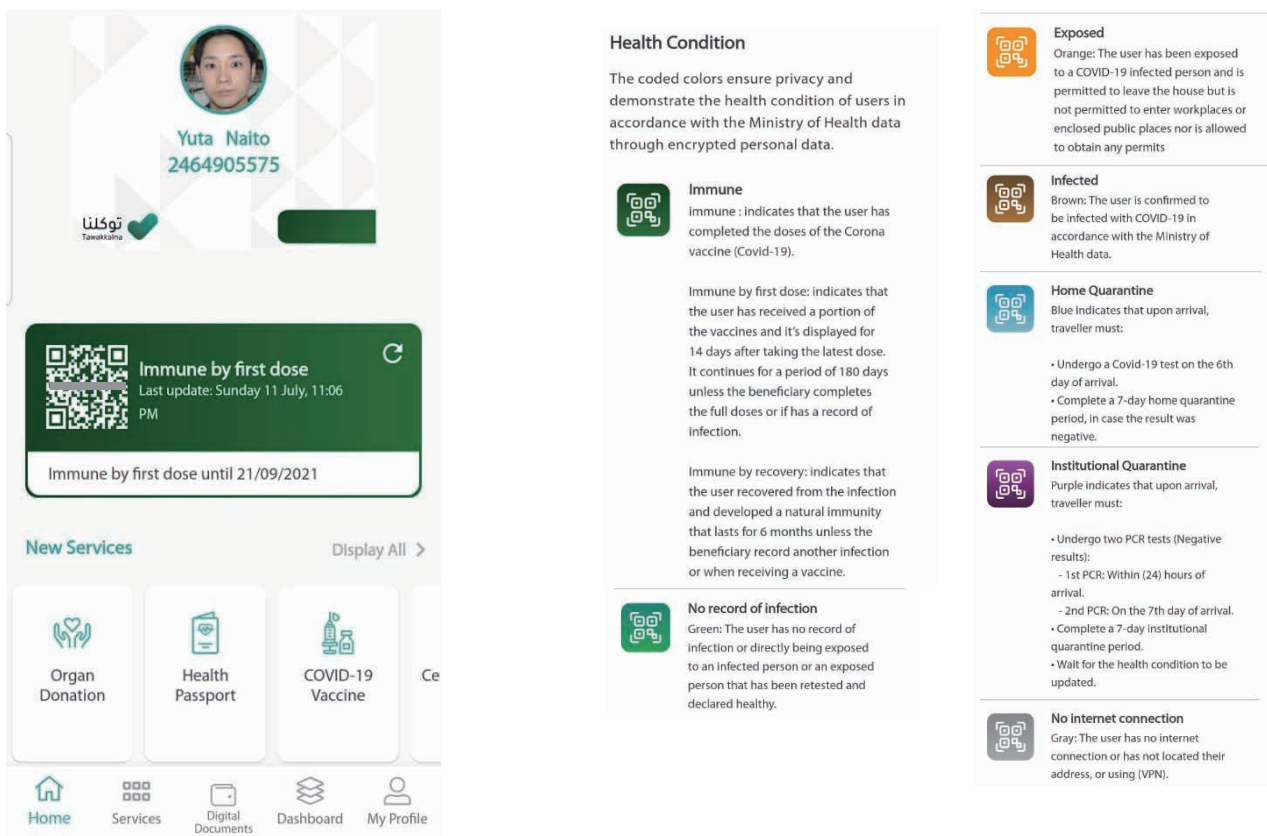 Yuta Naito
2464905575
توكلنا
Tawakkalna
Immune by first dose
Last update: Sunday 11 July, 11:06
PM
Immune by first dose until 21/09/2021
New Services
Display All >
Organ
Donation
Health
Passport
COVID-19
Vaccine
Ce
Home
Services
Digital
Documents
Dashboard
My Profile
Health Condition
The coded colors ensure privacy and
demonstrate the health condition of users in
accordance with the Ministry of Health data
through encrypted personal data.
Immune
immune : indicates that the user has
completed the doses of the Corona
vaccine (Covid-19).
Immune by first dose: indicates that
the user has received a portion of
the vaccines and it's displayed for
14 days after taking the latest dose.
It continues for a period of 180 days
unless the beneficiary completes
the full doses or if has a record of
infection.
Immune by recovery: indicates that
the user recovered from the infection
and developed a natural immunity
that lasts for 6 months unless the
beneficiary record another infection
or when receiving a vaccine.
No record of infection
Green: The user has no record of
infection or directly being exposed
to an infected person or an exposed
person that has been retested and
declared healthy.
Exposed
Orange: The user has been exposed
to a COVID-19 infected person and is
permitted to leave the house but is
not permitted to enter workplaces or
enclosed public places nor is allowed
to obtain any permits
Infected
Brown: The user is confirmed to
be infected with COVID-19 in
accordance with the Ministry of
Health data.
Home Quarantine
Blue indicates that upon arrival,
traveller must:
• Undergo a Covid-19 test on the 6th
day of arrival.
• Complete a 7-day home quarantine
period, in case the result was
negative.
Institutional Quarantine
Purple indicates that upon arrival,
traveller must:
• Undergo two PCR tests (Negative
results):
- 1st PCR: Within (24) hours of
arrival.
- 2nd PCR: On the 7th day of arrival.
• Complete a 7-day institutional
quarantine period.
• Wait for the health condition to be
updated.
No internet connection
Gray: The user has no internet
connection or has not located their
address, or using (VPN).